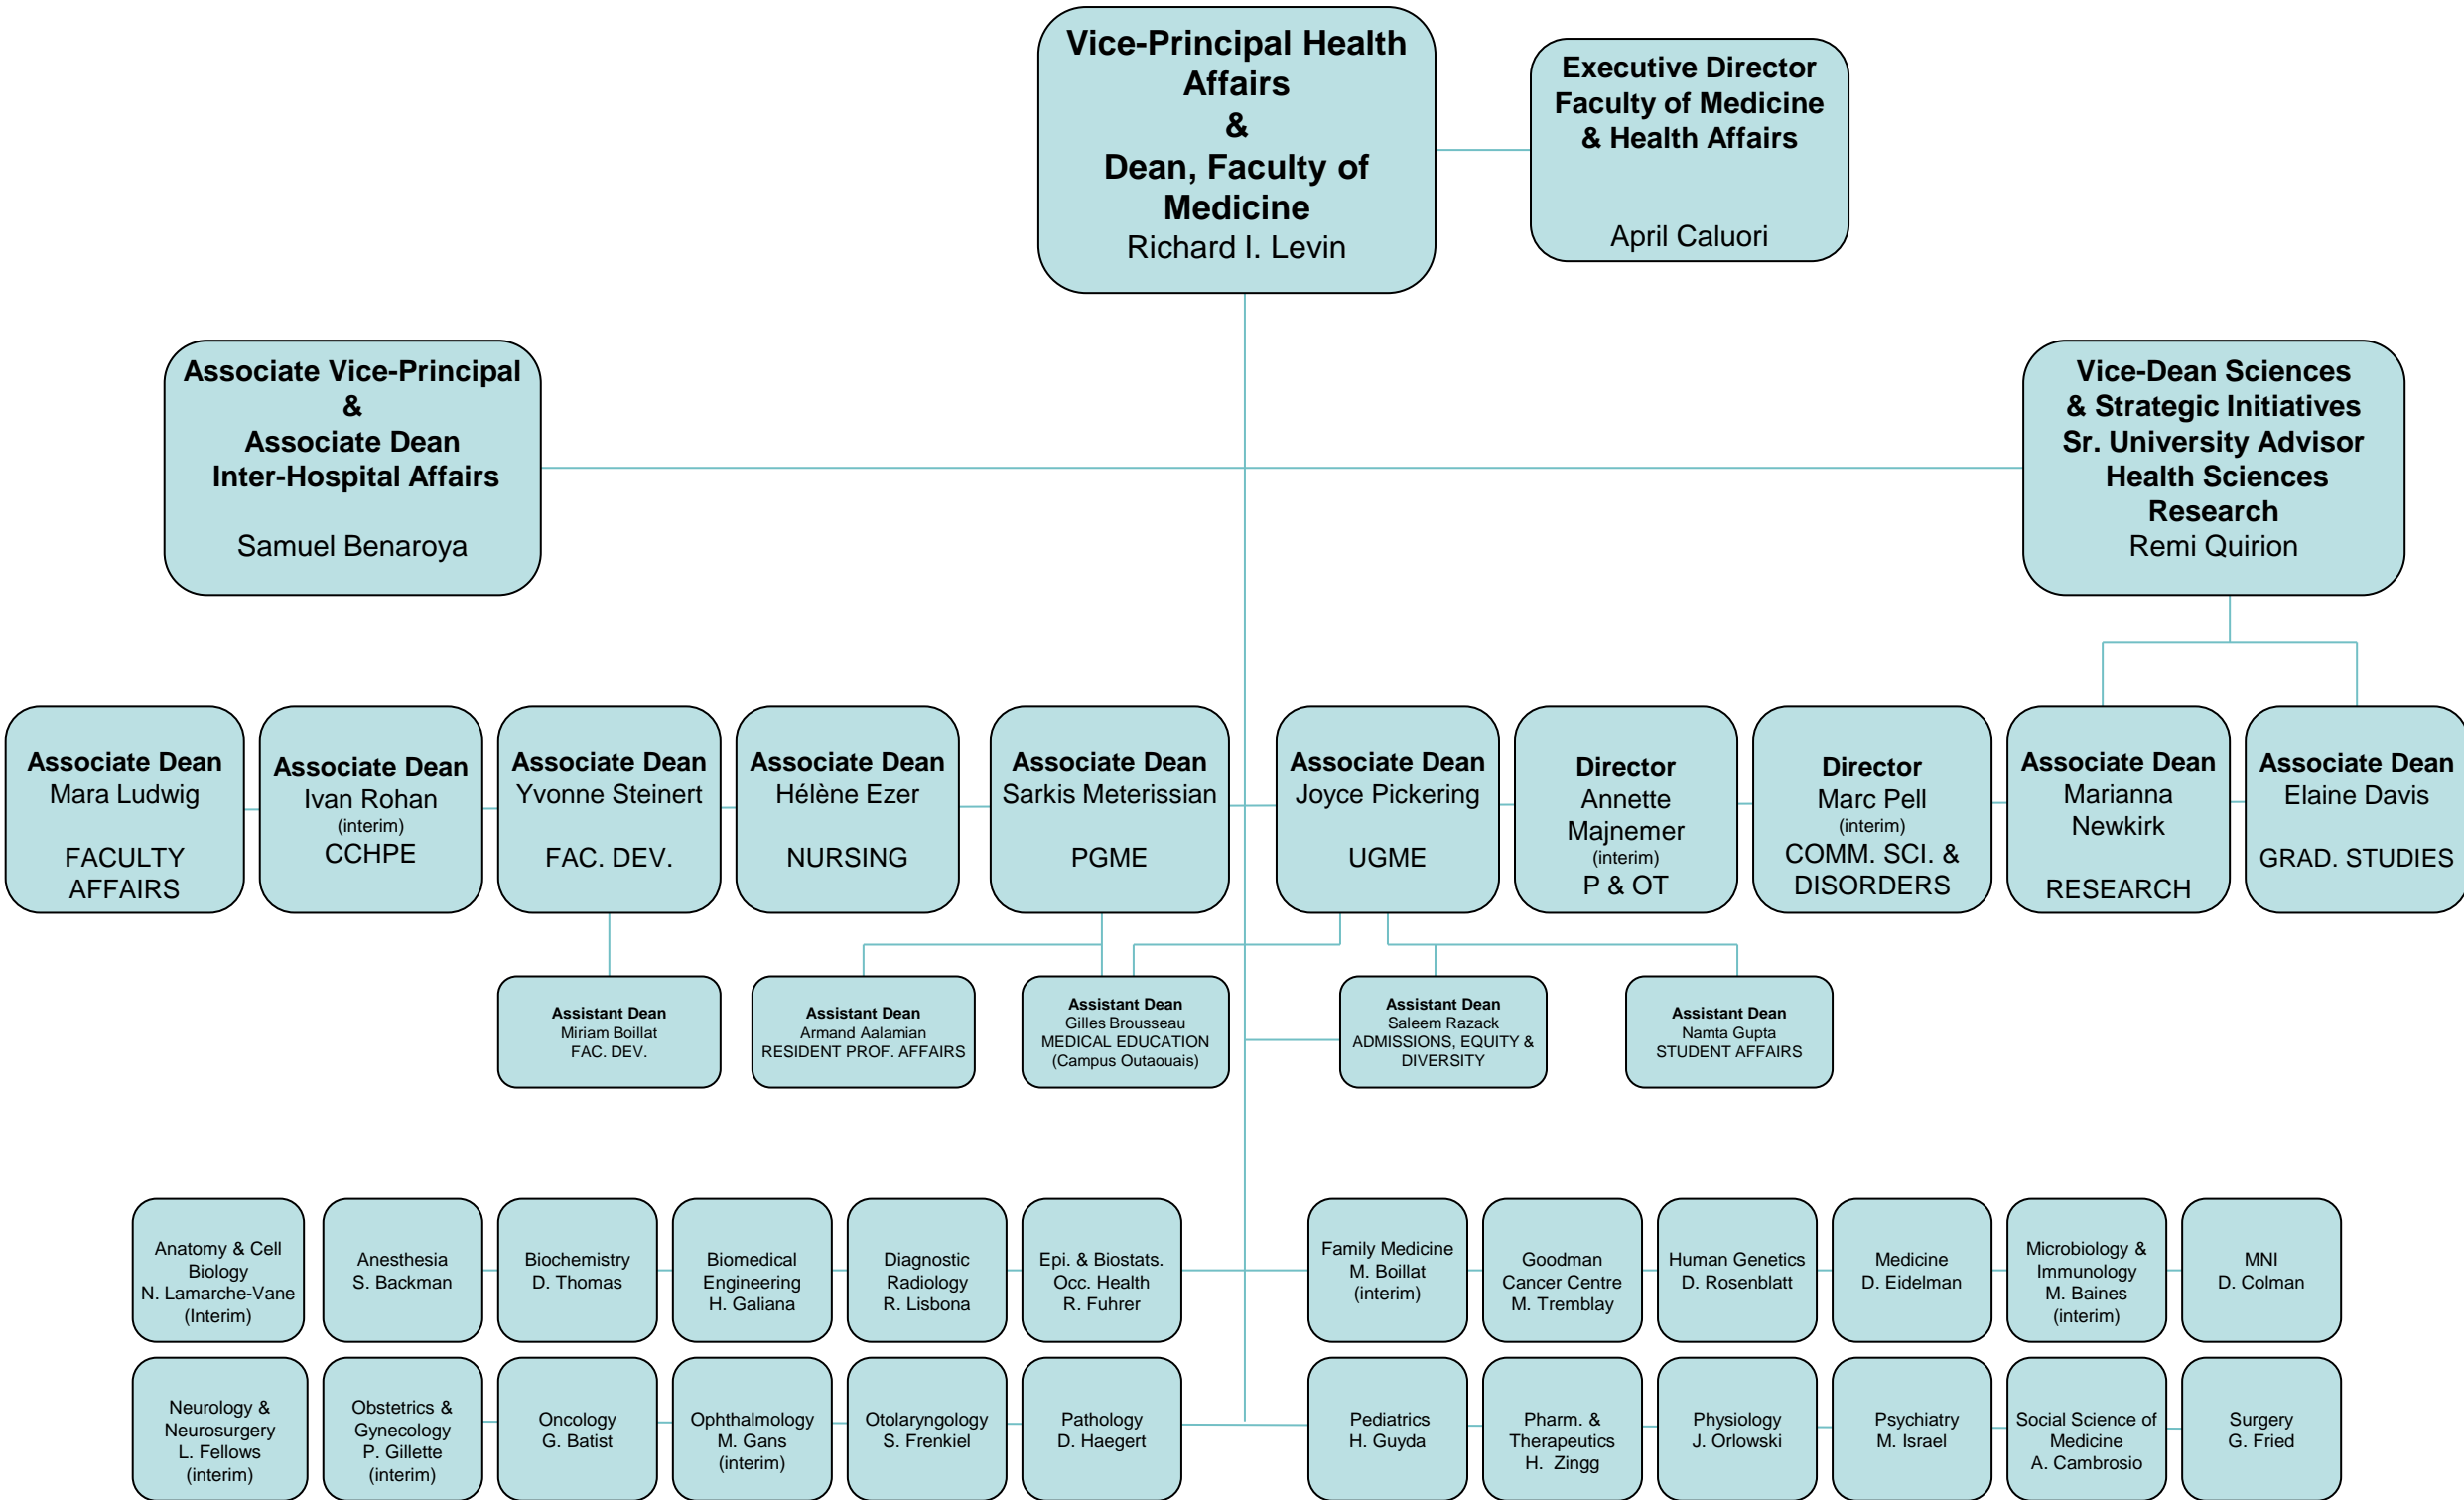 Vice-Principal Health
Affairs
&
Dean, Faculty of
Medicine
Richard I. Levin
Executive Director
Faculty of Medicine
& Health Affairs
April Caluori
Associate Vice-Principal
&
Associate Dean
Inter-Hospital Affairs
Samuel Benaroya
Vice-Dean Sciences
& Strategic Initiatives
Sr. University Advisor
Health Sciences
Research
Remi Quirion
Associate Dean
Mara Ludwig
FACULTY
AFFAIRS
Associate Dean
Ivan Rohan
(interim)
CCHPE
Associate Dean
Yvonne Steinert
FAC. DEV.
Associate Dean
Hélène Ezer
NURSING
Associate Dean
Sarkis Meterissian
PGME
Associate Dean
Joyce Pickering
UGME
Director
Annette
Majnemer
(interim)
P & OT
Director
Marc Pell
(interim)
COMM. SCI. &
DISORDERS
Associate Dean
Marianna
Newkirk
RESEARCH
Associate Dean
Elaine Davis
GRAD. STUDIES
Assistant Dean
Miriam Boillat
FAC. DEV.
Assistant Dean
Armand Aalamian
RESIDENT PROF. AFFAIRS
Assistant Dean
Gilles Brousseau
MEDICAL EDUCATION
(Campus Outaouais)
Assistant Dean
Saleem Razack
ADMISSIONS, EQUITY &
DIVERSITY
Assistant Dean
Namta Gupta
STUDENT AFFAIRS
Anatomy & Cell
Biology
N. Lamarche-Vane
(Interim)
Anesthesia
S. Backman
Biochemistry
D. Thomas
Biomedical
Engineering
H. Galiana
Diagnostic
Radiology
R. Lisbona
Epi. & Biostats.
Occ. Health
R. Fuhrer
Family Medicine
M. Boillat
(interim)
Goodman
Cancer Centre
M. Tremblay
Human Genetics
D. Rosenblatt
Medicine
D. Eidelman
Microbiology &
Immunology
M. Baines
(interim)
MNI
D. Colman
Neurology &
Neurosurgery
L. Fellows
(interim)
Obstetrics &
Gynecology
P. Gillette
(interim)
Oncology
G. Batist
Ophthalmology
M. Gans
(interim)
Otolaryngology
S. Frenkiel
Pathology
D. Haegert
Pediatrics
H. Guyda
Pharm. &
Therapeutics
H. Zingg
Physiology
J. Orlowski
Psychiatry
M. Israel
Social Science of
Medicine
A. Cambrosio
Surgery
G. Fried